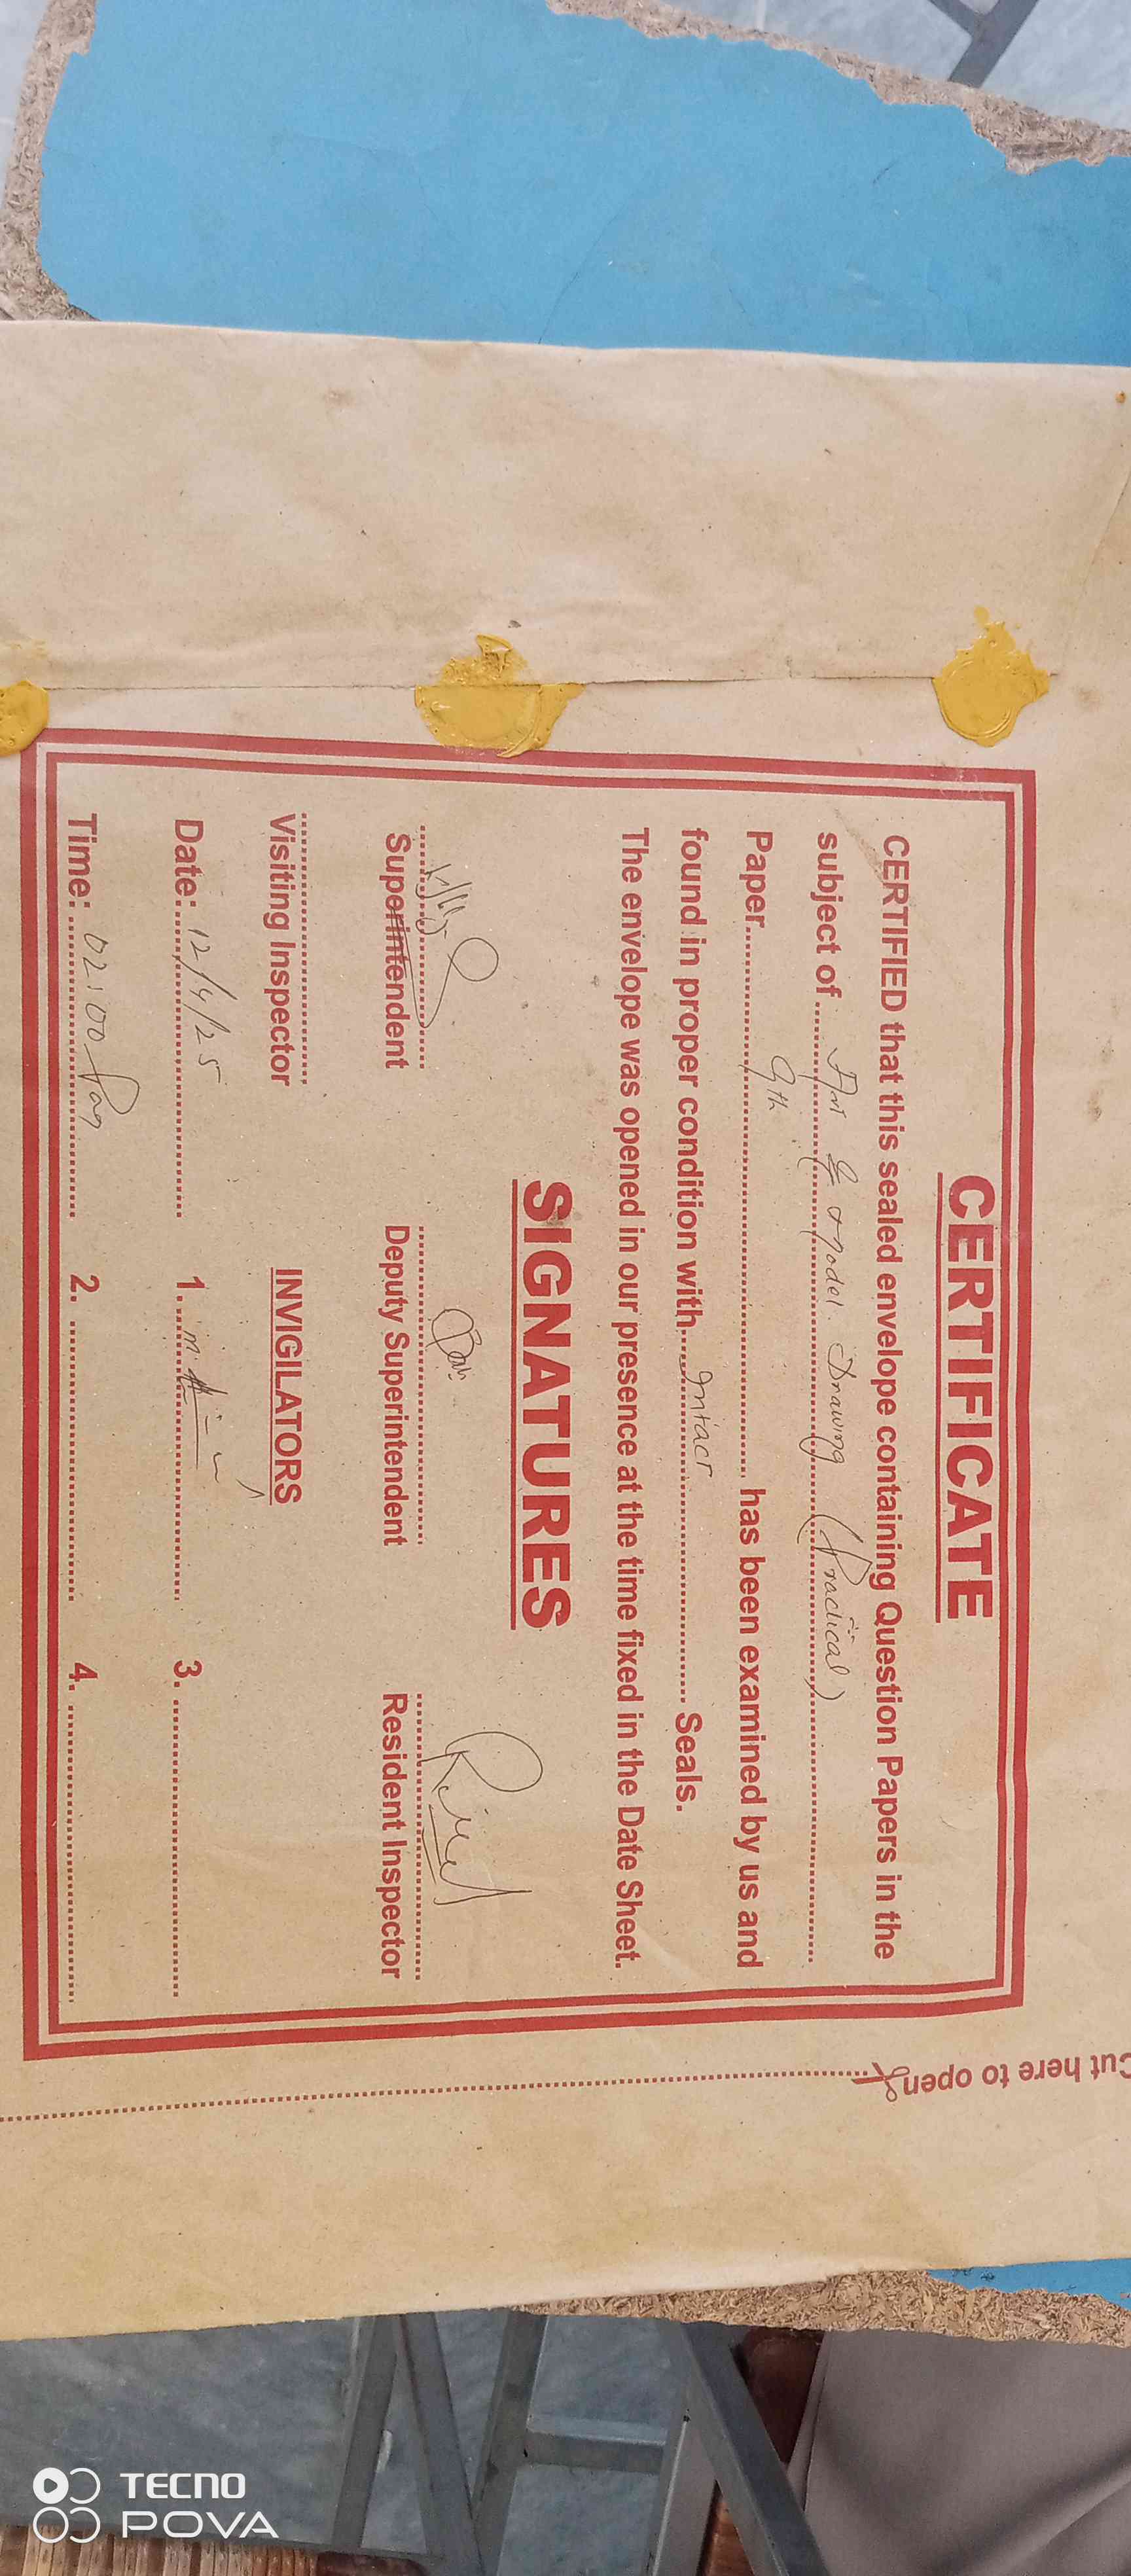 CERTIFICATE
CERTIFIED that this sealed envelope containing Question Papers in the
subject of Art & Model Drawing (Practical)
Paper 9th has been examined by us and
found in proper condition with Intact Seals.
The envelope was opened in our presence at the time fixed in the Date Sheet.
SIGNATURES
Superintendent Deputy Superintendent Resident Inspector
Visiting Inspector INVIGILATORS
Date: 12/4/25 1. 3.
Time: 02:00 2. 4.
Cut here to open
TECNO
POVA